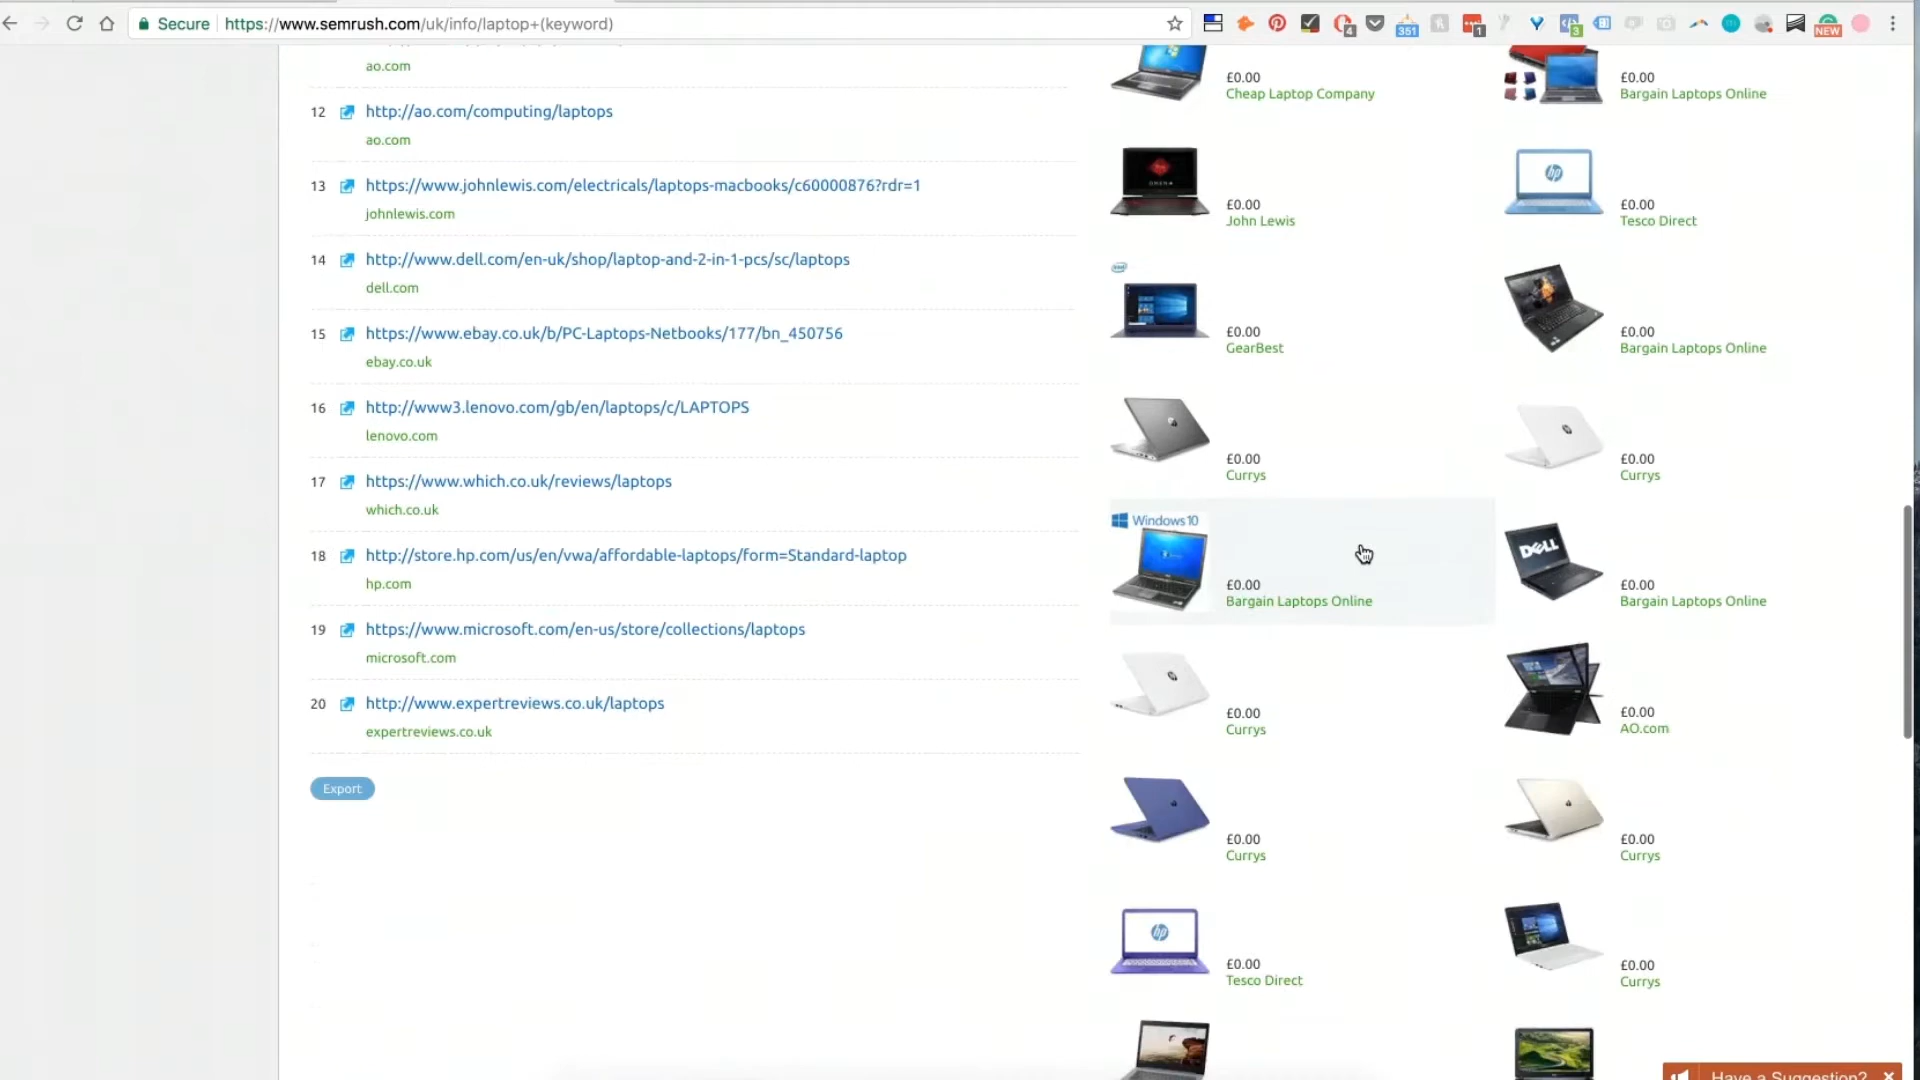 Secure https://www.semrush.com/uk/info/laptop+(keyword)
4
351
1
3
NEW
ao.com
12 http://ao.com/computing/laptops
ao.com
13 https://www.johnlewis.com/electricals/laptops-macbooks/c60000876?rdr=1
johnlewis.com
14 http://www.dell.com/en-uk/shop/laptop-and-2-in-1-pcs/sc/laptops
dell.com
15 https://www.ebay.co.uk/b/PC-Laptops-Netbooks/177/bn_450756
ebay.co.uk
16 http://www3.lenovo.com/gb/en/laptops/c/LAPTOPS
lenovo.com
17 https://www.which.co.uk/reviews/laptops
which.co.uk
18 http://store.hp.com/us/en/vwa/affordable-laptops/form=Standard-laptop
hp.com
19 https://www.microsoft.com/en-us/store/collections/laptops
microsoft.com
20 http://www.expertreviews.co.uk/laptops
expertreviews.co.uk
Export
£0.00
Cheap Laptop Company
£0.00
Bargain Laptops Online
OMEN
£0.00
John Lewis
hp
£0.00
Tesco Direct
£0.00
GearBest
£0.00
Bargain Laptops Online
£0.00
Currys
£0.00
Currys
Windows 10
£0.00
Bargain Laptops Online
DELL
£0.00
Bargain Laptops Online
£0.00
Currys
£0.00
AO.com
£0.00
Currys
£0.00
Currys
hp
£0.00
Tesco Direct
£0.00
Currys
Have a Suggestion?